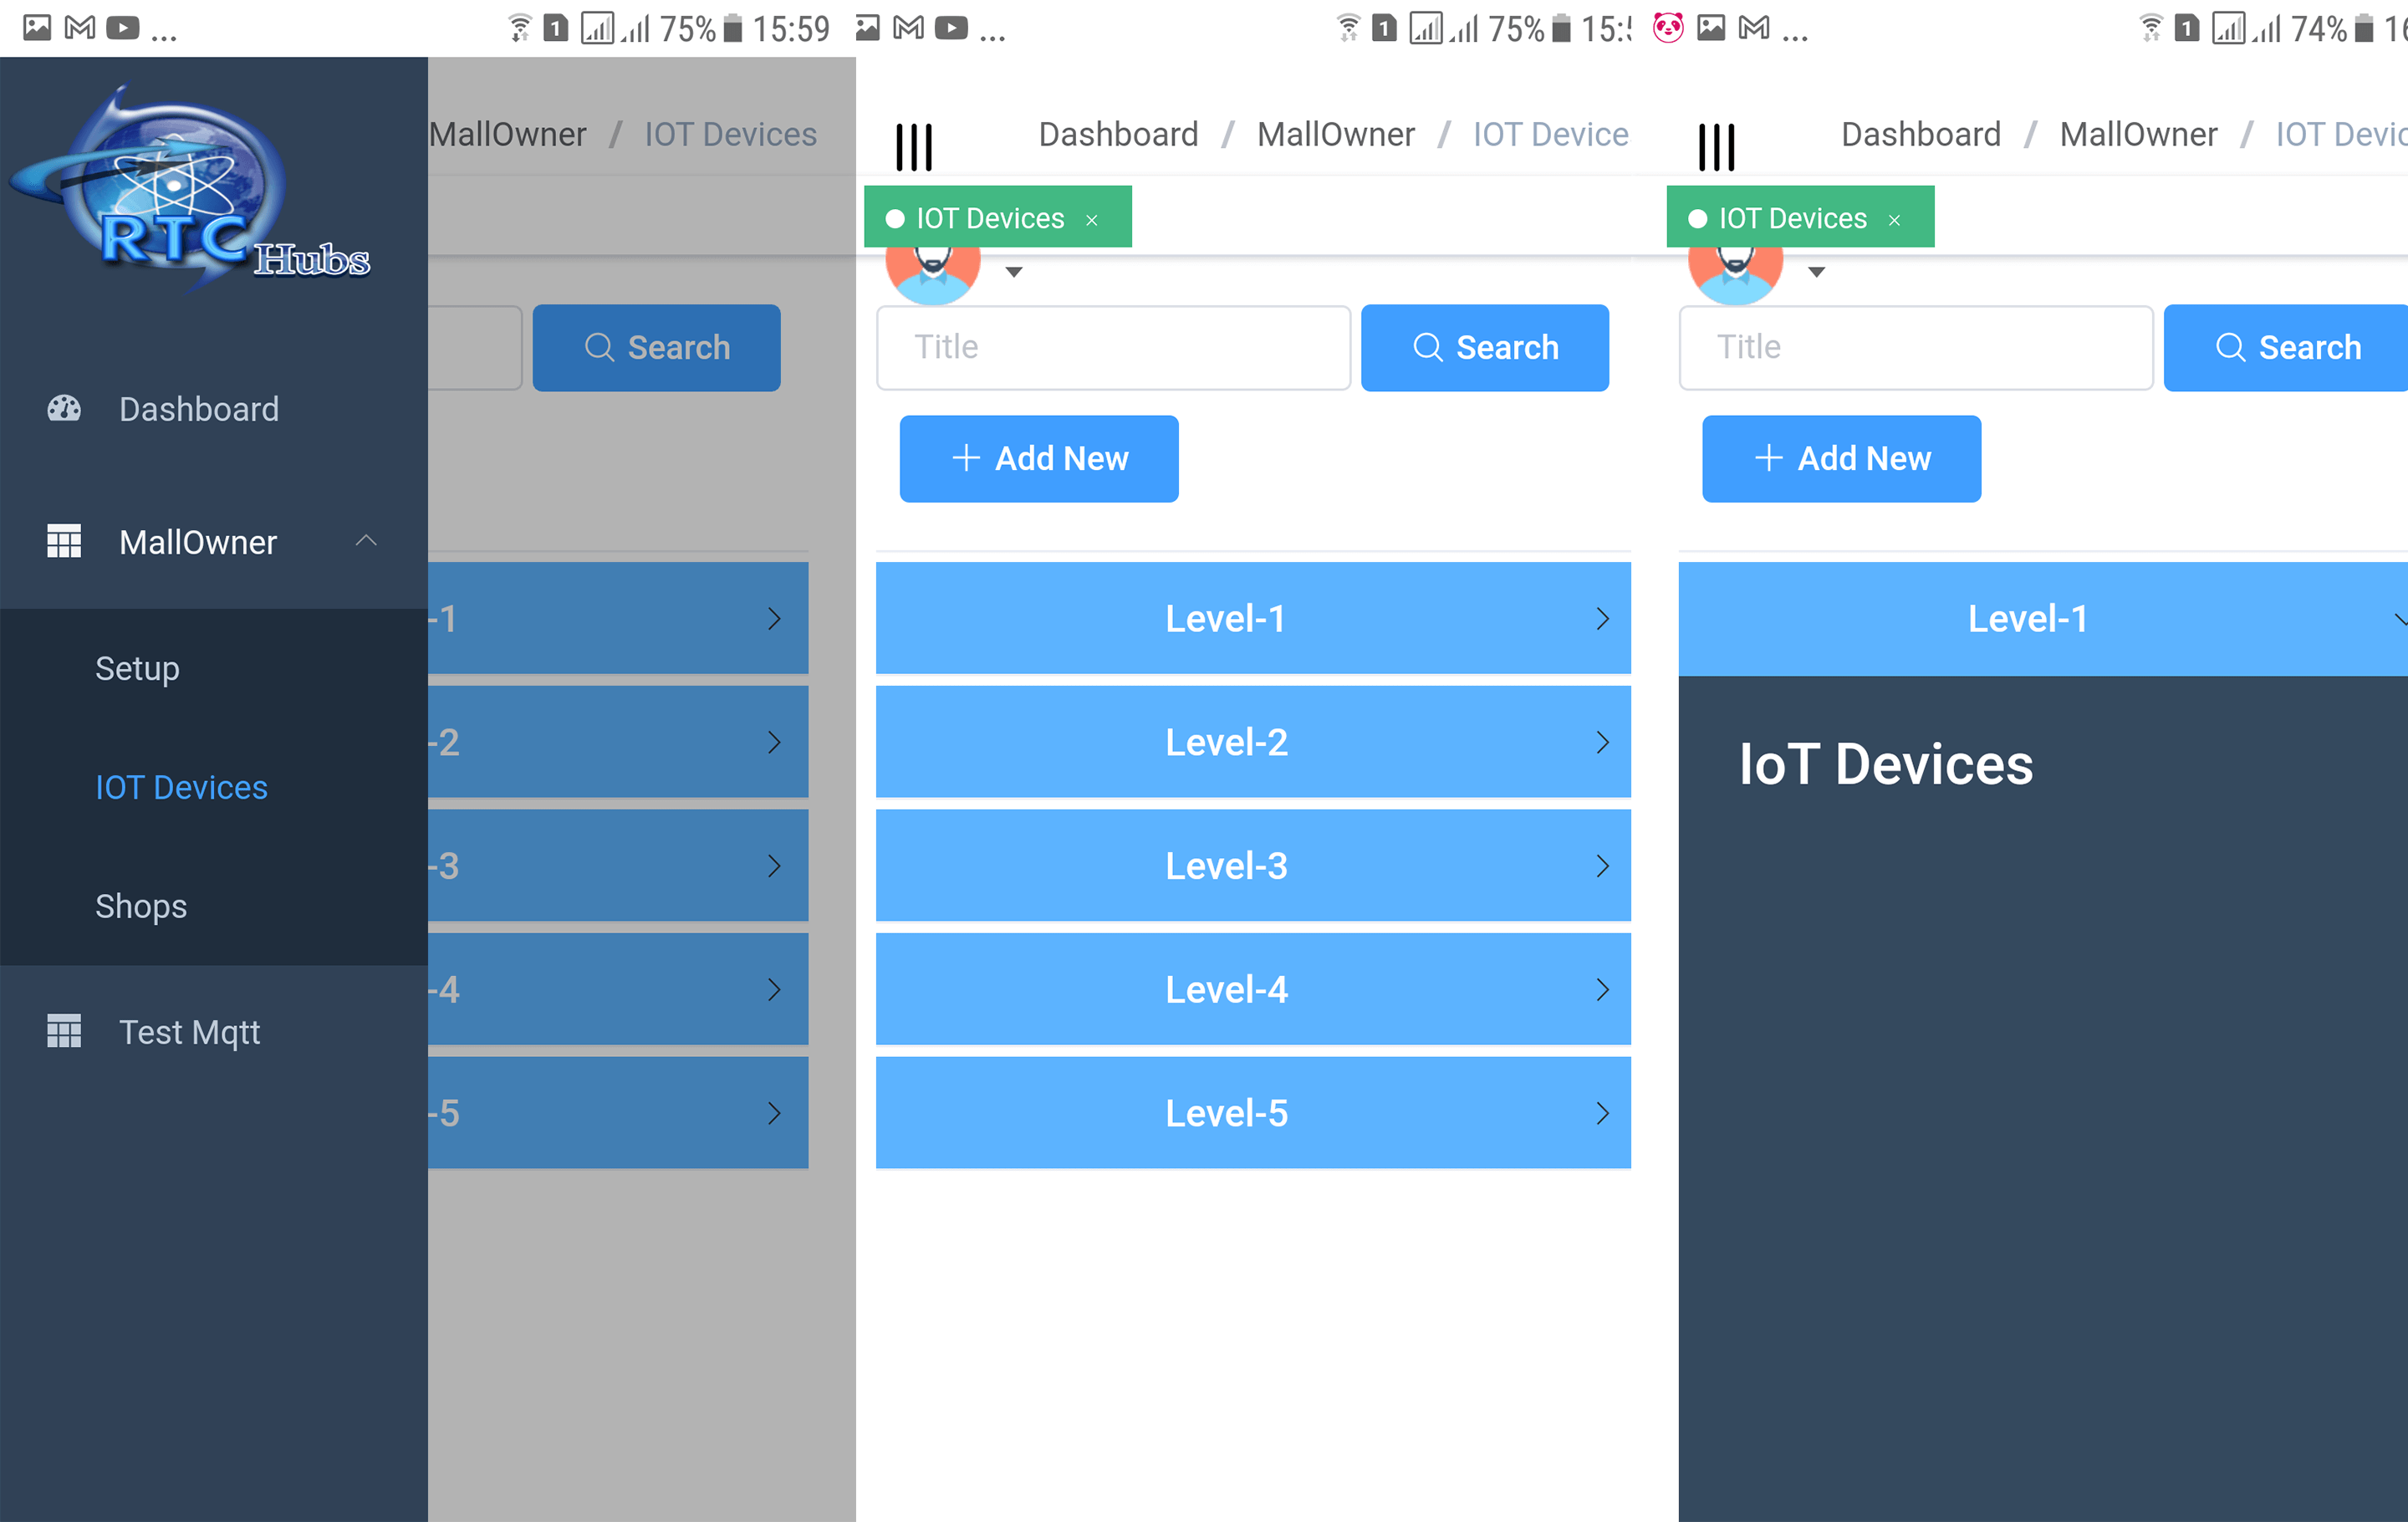 ... 1 75% 15:59
RTC Hubs
Dashboard
MallOwner
Setup
IOT Devices
Shops
Test Mqtt
MallOwner / IOT Devices
Search
-1
-2
-3
-4
-5
... 1 75%
Dashboard / MallOwner / IOT Device
IOT Devices ×
Title
Search
+ Add New
Level-1
Level-2
Level-3
Level-4
Level-5
... 1 74%
Dashboard / MallOwner / IOT Devic
IOT Devices ×
Title
Search
+ Add New
Level-1
IoT Devices